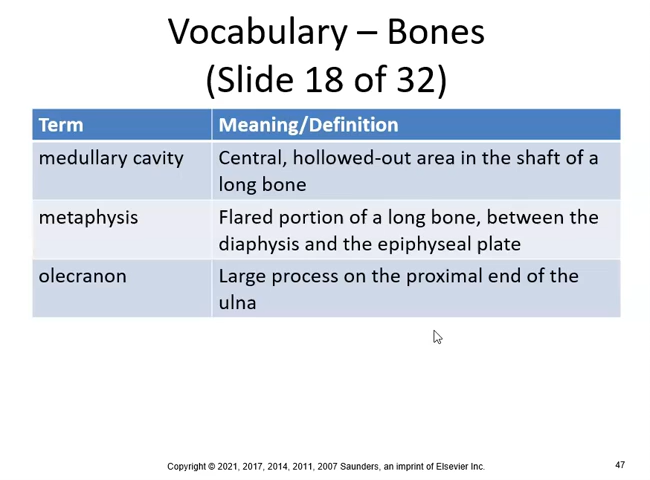 Vocabulary – Bones
(Slide 18 of 32)
Term Meaning/Definition
medullary cavity Central, hollowed-out area in the shaft of a
long bone
metaphysis Flared portion of a long bone, between the
diaphysis and the epiphyseal plate
olecranon Large process on the proximal end of the
ulna
Copyright © 2021, 2017, 2014, 2011, 2007 Saunders, an imprint of Elsevier Inc. 47